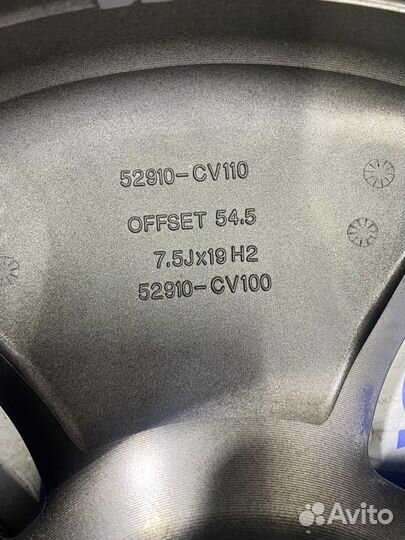 52910-CV110
OFFSET 54.5
7.5Jx19 H2
52910-CV100
Avito